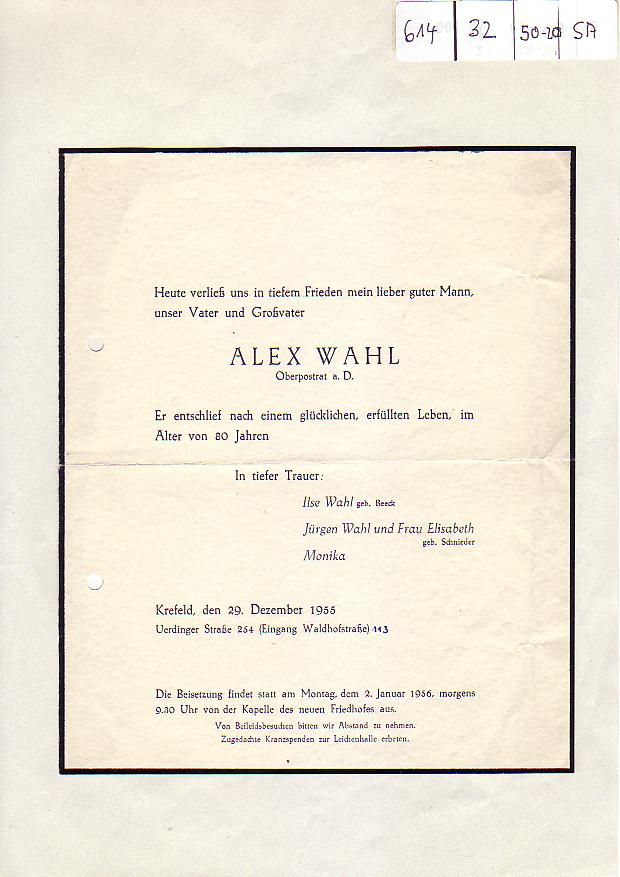 614 32 50-20 SA
Heute verließ uns in tiefem Frieden mein lieber guter Mann,
unser Vater und Großvater
ALEX WAHL
Oberpostrat a. D.
Er entschlief nach einem glücklichen, erfüllten Leben, im
Alter von 80 Jahren
In tiefer Trauer:
Ilse Wahl geb. Beeck
Jürgen Wahl und Frau Elisabeth
geb. Schnieder
Monika
Krefeld, den 29. Dezember 1955
Uerdinger Straße 254 (Eingang Waldhofstraße) 113
Die Beisetzung findet statt am Montag, dem 2. Januar 1956, morgens
9.30 Uhr von der Kapelle des neuen Friedhofes aus.
Von Beileidsbesuchen bitten wir Abstand zu nehmen.
Zugedachte Kranzspenden zur Leichenhalle erbeten.